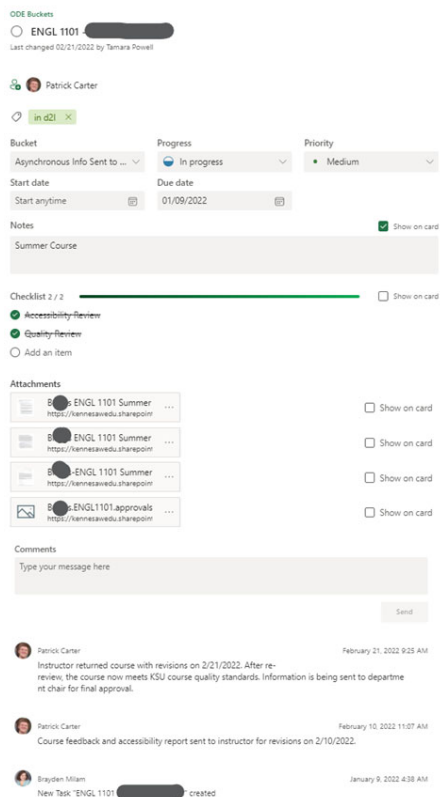 ODE Buckets
ENGL 1101 -
Last changed 02/21/2022 by Tamara Powell
Patrick Carter
in d2l ×
Bucket Progress Priority
Asynchronous Info Sent to ... In progress Medium
Start date Due date
Start anytime 01/09/2022
Notes Show on card
Summer Course
Checklist 2 / 2 Show on card
Accessibility Review
Quality Review
Add an item
Attachments
ENGL 1101 Summer
https://kennesawedu.sharepoint
... Show on card
ENGL 1101 Summer
https://kennesawedu.sharepoint
... Show on card
-ENGL 1101 Summer
https://kennesawedu.sharepoint
... Show on card
s.ENGL1101.approvals
https://kennesawedu.sharepoint
... Show on card
Comments
Type your message here
Send
Patrick Carter February 21, 2022 9:25 AM
Instructor returned course with revisions on 2/21/2022. After re-
review, the course now meets KSU course quality standards. Information is being sent to departme
nt chair for final approval.
Patrick Carter February 10, 2022 11:07 AM
Course feedback and accessibility report sent to instructor for revisions on 2/10/2022.
Brayden Milam January 9, 2022 4:38 AM
New Task "ENGL 1101 " created